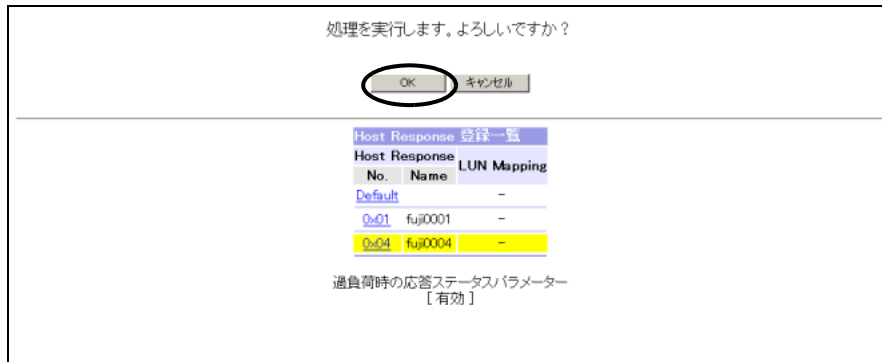 処理を実行します。よろしいですか？
OK キャンセル
Host Response 登録一覧
Host Response LUN Mapping
No. Name
Default －
0x01 fuji0001 －
0x04 fuji0004 －
過負荷時の応答ステータスパラメーター
[ 有効 ]